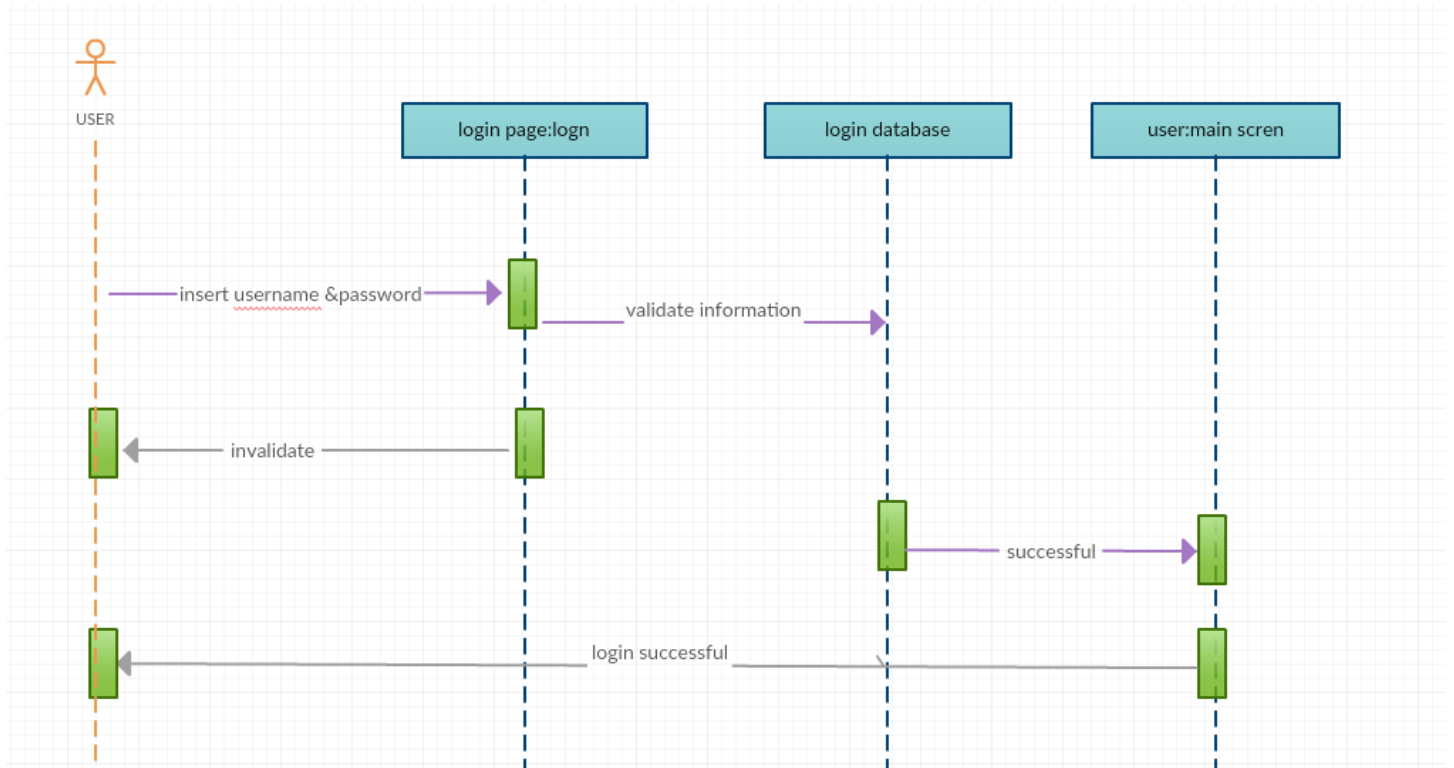 USER
login page:logn
login database
user:main scren
insert username &password
validate information
invalidate
successful
login successful